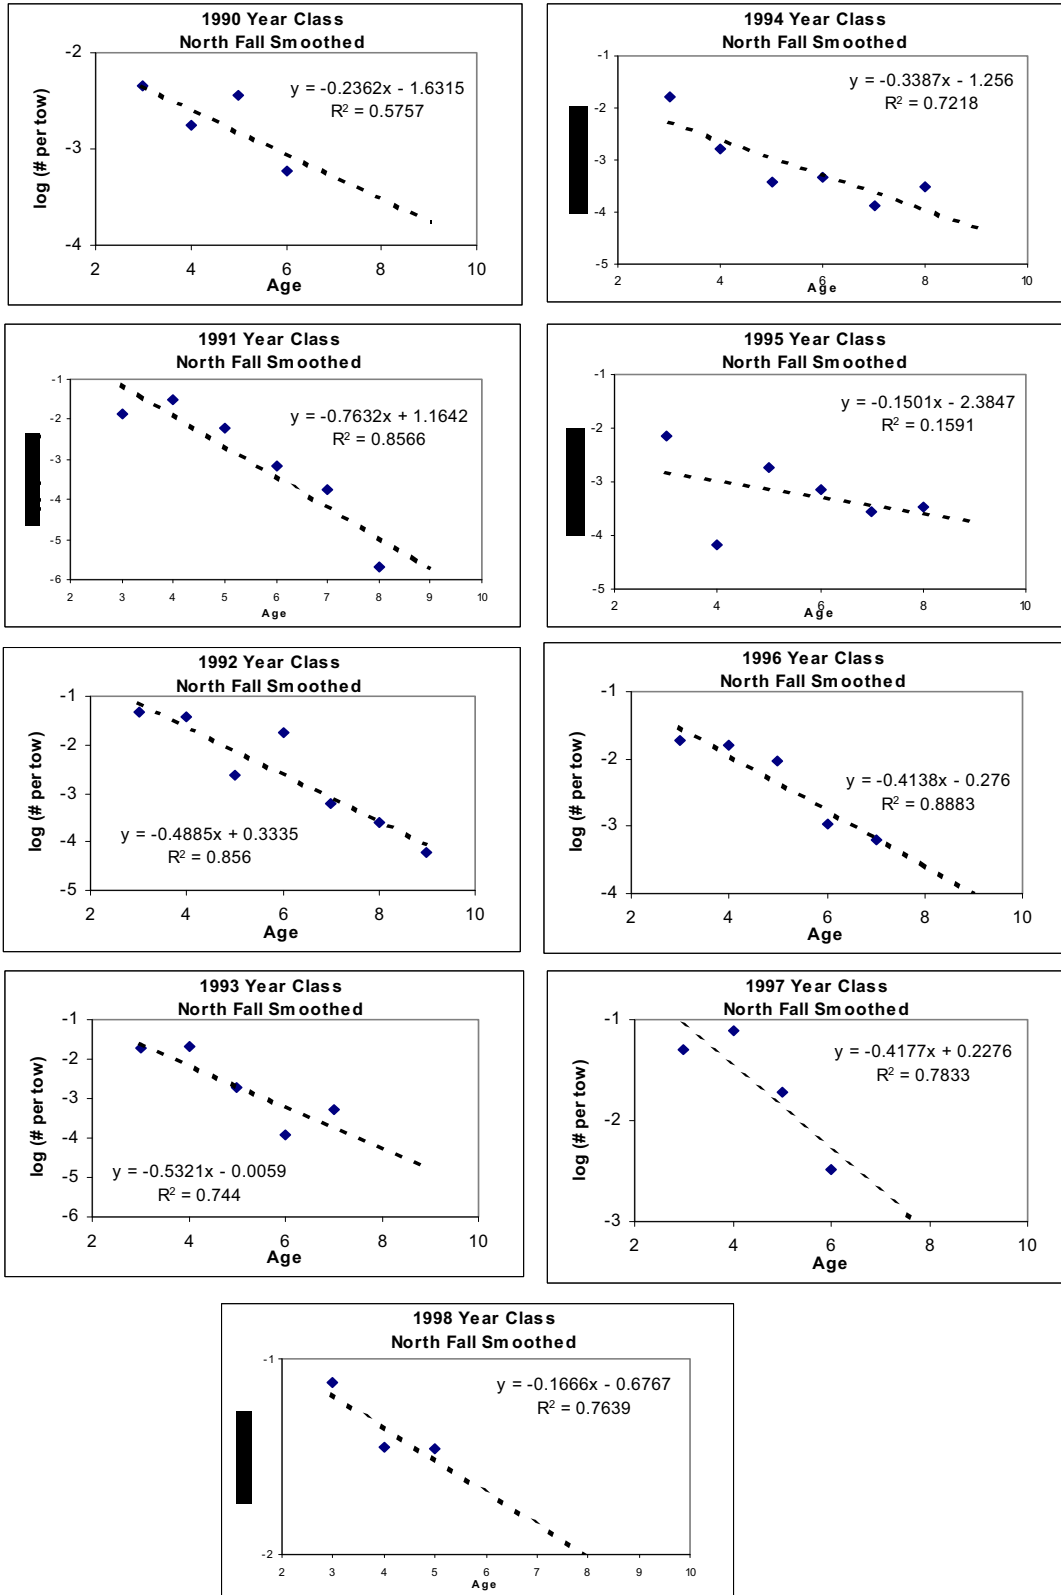 1990 Year Class
North Fall Smoothed
-2
y = -0.2362x - 1.6315
R² = 0.5757
-3
-4
log (# per tow)
2 4 6 8 10
Age
1994 Year Class
North Fall Smoothed
-1
y = -0.3387x - 1.256
R² = 0.7218
-2
-3
-4
-5
2 4 6 8 10
Age
1991 Year Class
North Fall Smoothed
-1
y = -0.7632x + 1.1642
R² = 0.8566
-2
-3
-4
-5
-6
2 3 4 5 6 7 8 9 10
Age
1995 Year Class
North Fall Smoothed
-1
y = -0.1501x - 2.3847
R² = 0.1591
-2
-3
-4
-5
2 4 6 8 10
Age
1992 Year Class
North Fall Smoothed
-1
-2
-3
-4
-5
log (# per tow)
y = -0.4885x + 0.3335
R² = 0.856
2 4 6 8 10
Age
1996 Year Class
North Fall Smoothed
-1
-2
-3
-4
log (# per tow)
y = -0.4138x - 0.276
R² = 0.8883
2 4 6 8 10
Age
1993 Year Class
North Fall Smoothed
-1
-2
-3
-4
-5
-6
log (# per tow)
y = -0.5321x - 0.0059
R² = 0.744
2 4 6 8 10
Age
1997 Year Class
North Fall Smoothed
-1
-2
-3
log (# per tow)
y = -0.4177x + 0.2276
R² = 0.7833
2 4 6 8 10
Age
1998 Year Class
North Fall Smoothed
-1
y = -0.1666x - 0.6767
R² = 0.7639
-2
2 3 4 5 6 7 8 9 10
Age